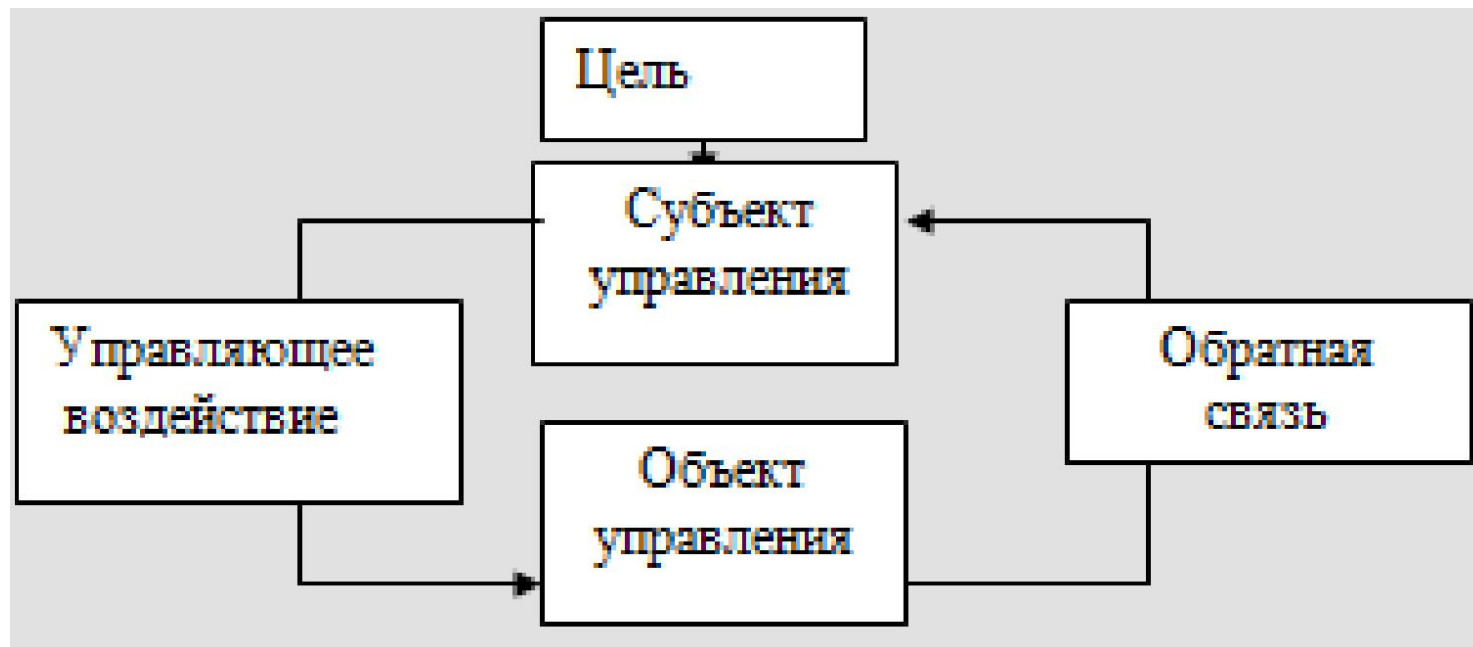 Цель
Субъект
управления
Управляющее
воздействие
Обратная
связь
Объект
управления